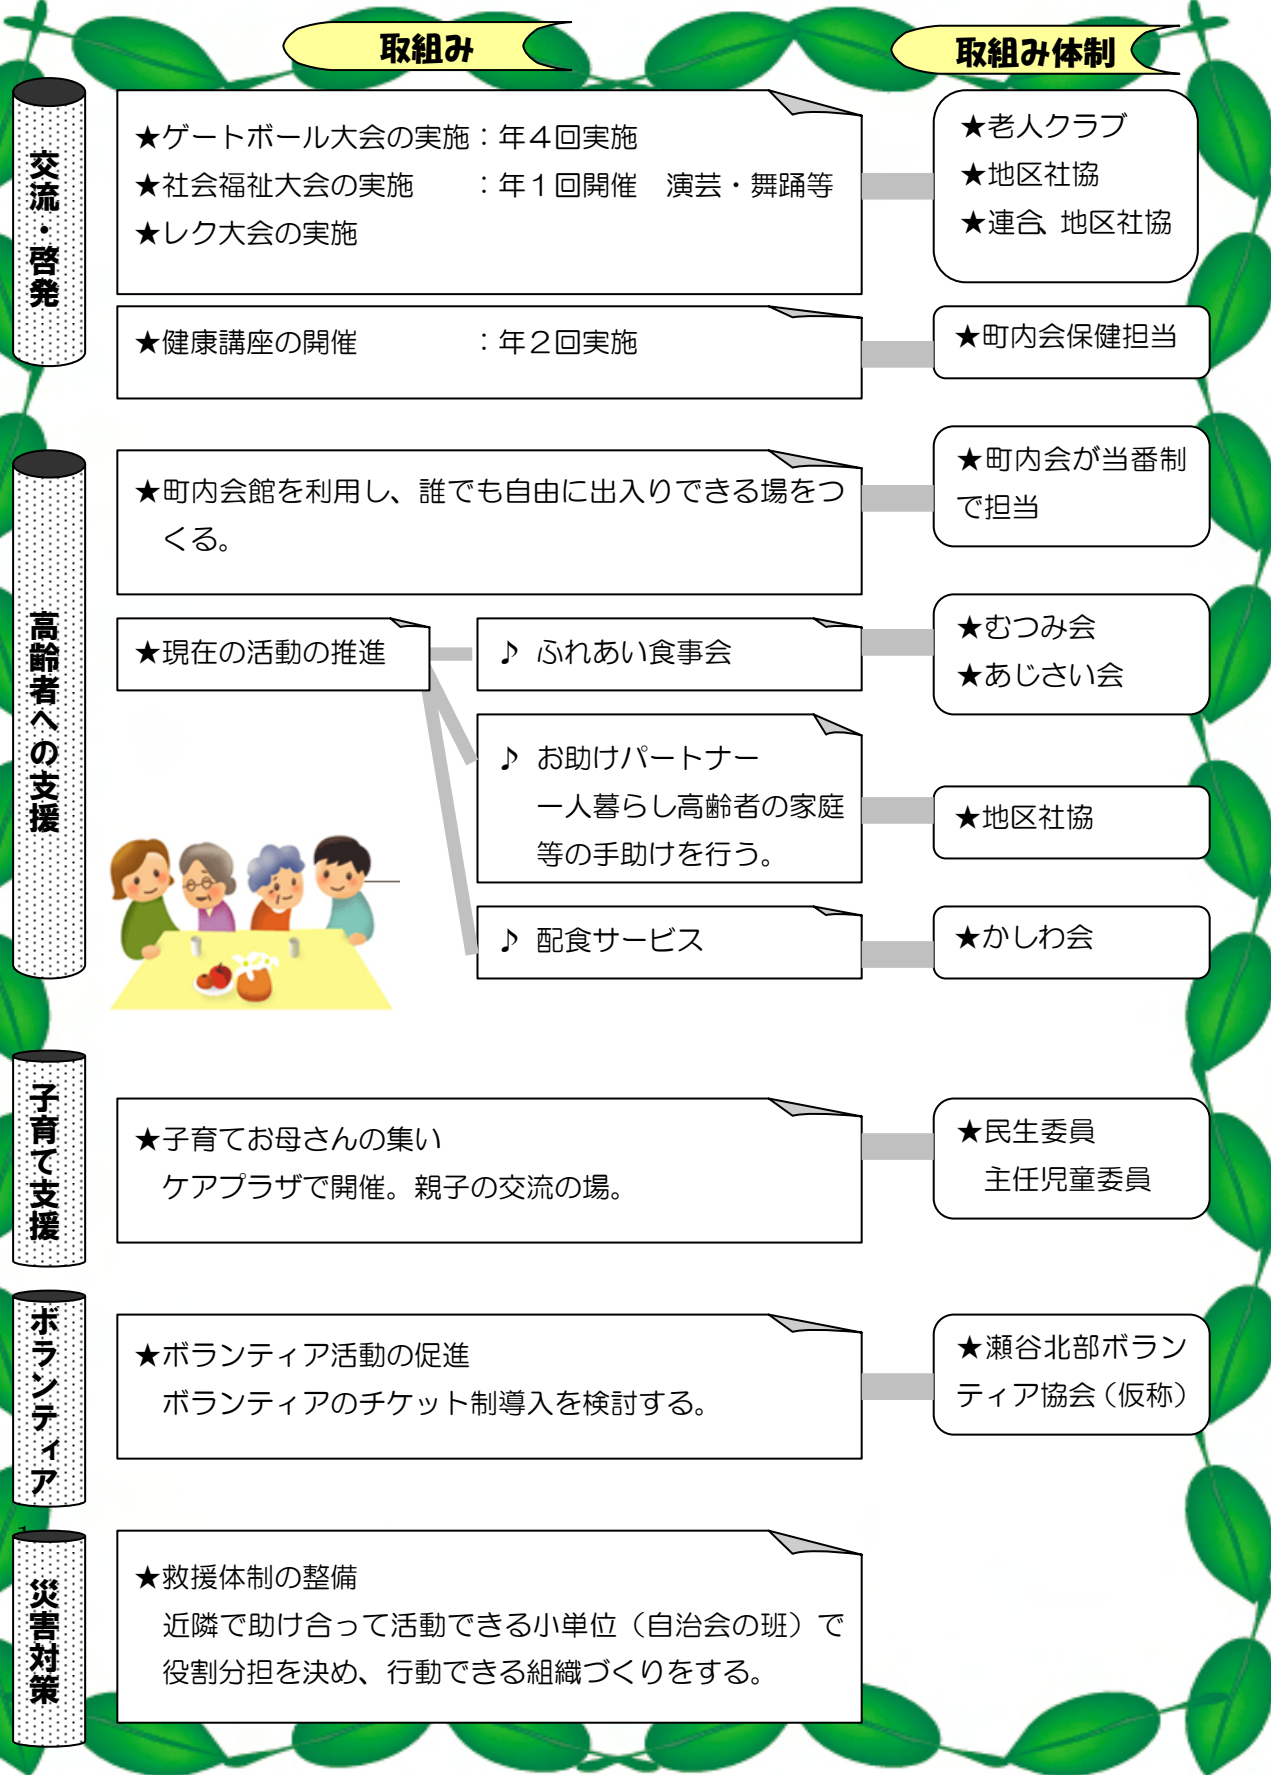 取組み
取組み体制
交流・啓発
★ゲートボール大会の実施：年４回実施
★社会福祉大会の実施　　：年１回開催　演芸・舞踊等
★レク大会の実施
★老人クラブ
★地区社協
★連合、地区社協
★健康講座の開催　　　　：年２回実施
★町内会保健担当
高齢者への支援
★町内会館を利用し、誰でも自由に出入りできる場をつ
くる。
★町内会が当番制
で担当
★現在の活動の推進
♪ ふれあい食事会
★むつみ会
★あじさい会
♪ お助けパートナー
一人暮らし高齢者の家庭
等の手助けを行う。
★地区社協
♪ 配食サービス
★かしわ会
子育て支援
★子育てお母さんの集い
ケアプラザで開催。親子の交流の場。
★民生委員
主任児童委員
ボランティア
★ボランティア活動の促進
ボランティアのチケット制導入を検討する。
★瀬谷北部ボラン
ティア協会（仮称）
災害対策
★救援体制の整備
近隣で助け合って活動できる小単位（自治会の班）で
役割分担を決め、行動できる組織づくりをする。